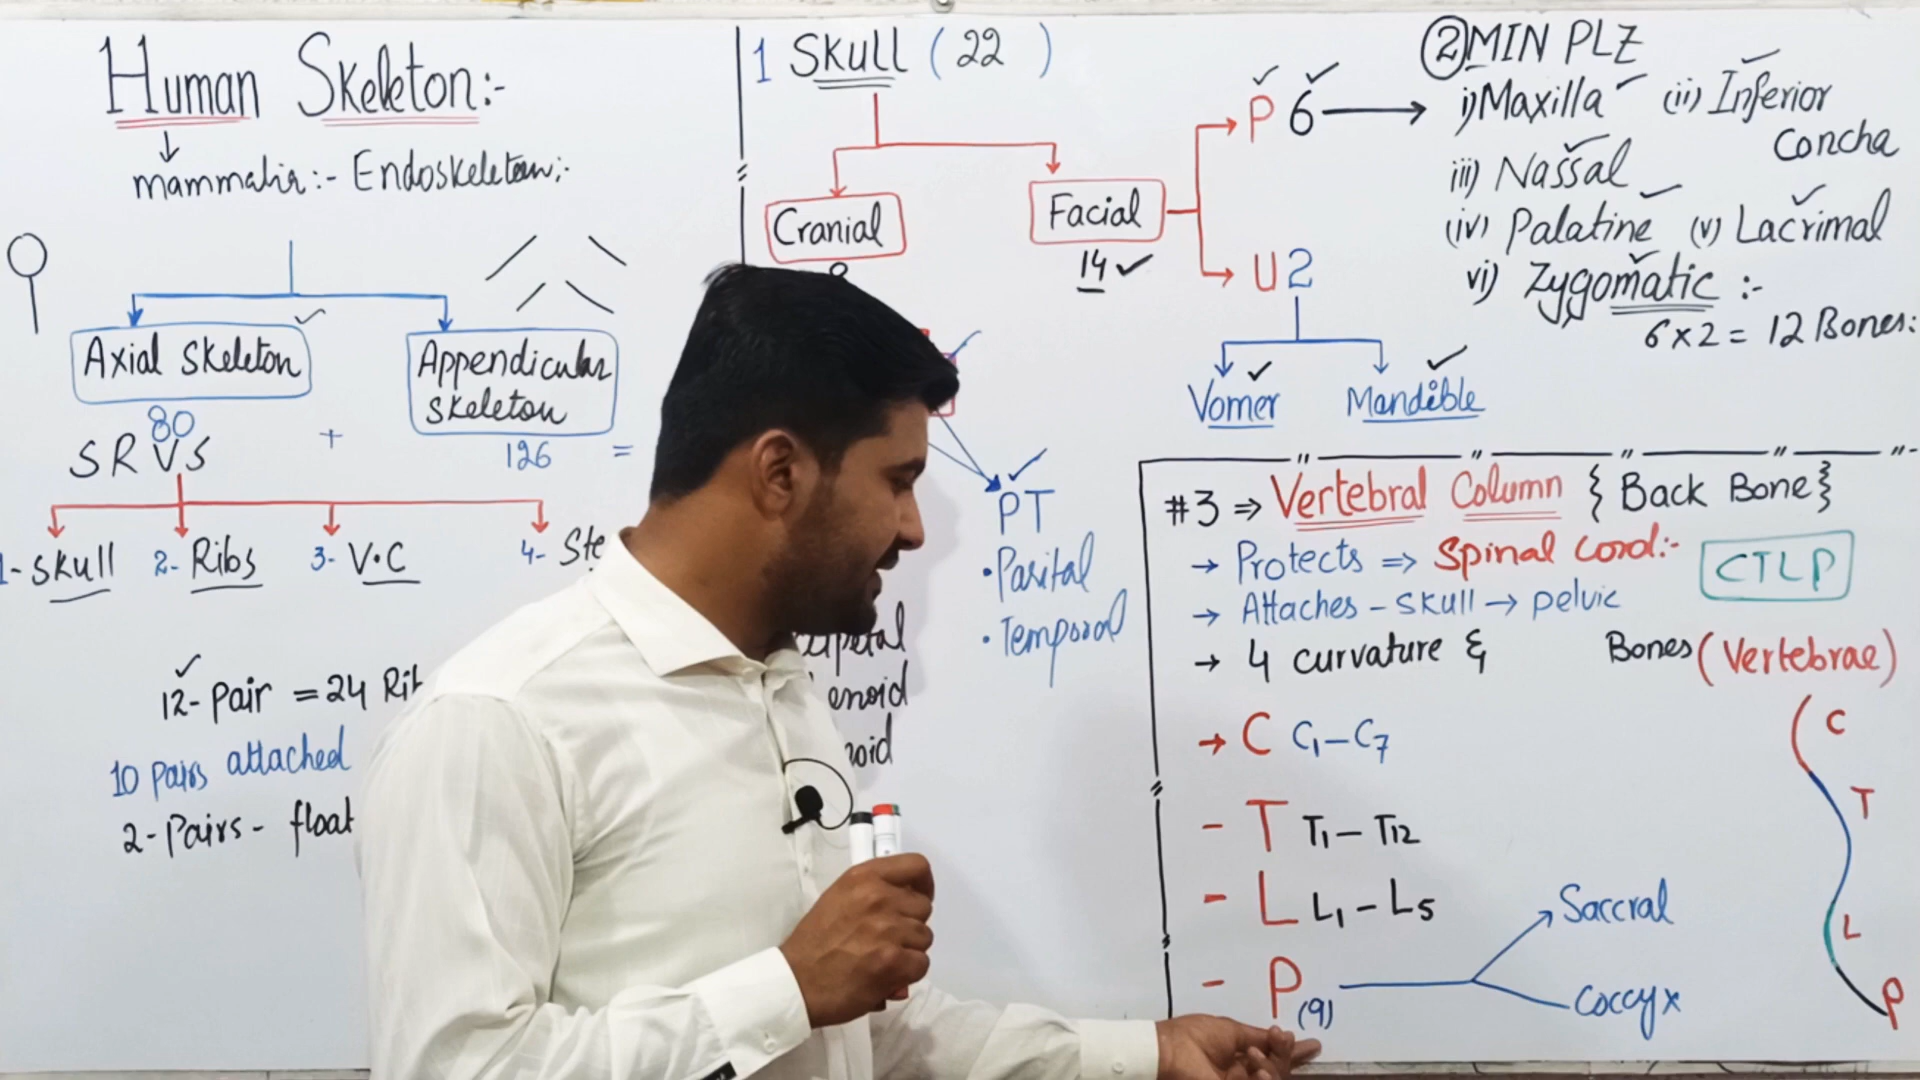 Human Skeleton:-
mammalia:- Endoskeleton;-
Axial Skeleton
80
+
Appendicular
Skeleton
126
=
SRVS
1- Skull
2- Ribs
3- V.C
4- Ste
12- Pair = 24 Rib
10 Pairs attached
2- Pairs - float
1 Skull (22)
Cranial
Facial
14
P 6
U 2
Vomer
Mandible
PT
• Parital
• Temporal
enoid
oid
② MIN PLZ
i) Maxilla (ii) Inferior
Concha
iii) Nassal
(iv) Palatine (v) Lacrimal
vi) Zygomatic :-
6 x 2 = 12 Bones:
#3 ⇒ Vertebral Column { Back Bone }
→ Protects ⇒ Spinal Cord:-
CTLP
→ Attaches - Skull → pelvic
→ 4 curvature & Bones (Vertebrae)
→ C C1 – C7
- T T1 – T12
- L L1 – L5
- P (9)
Saccral
Coccyx
C
T
L
P